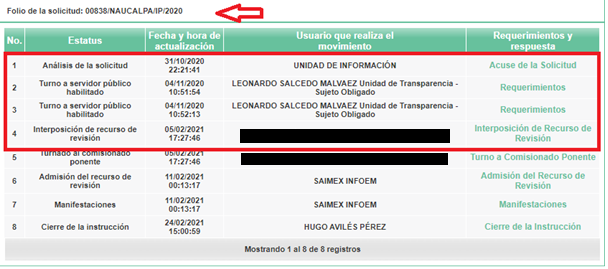 Folio de la solicitud: 00838/NAUCALPA/IP/2020
No. Estatus Fecha y hora de actualización Usuario que realiza el movimiento Requerimientos y respuesta
1 Análisis de la solicitud 31/10/2020 22:21:41 UNIDAD DE INFORMACIÓN Acuse de la Solicitud
2 Turno a servidor público habilitado 04/11/2020 10:51:54 LEONARDO SALCEDO MALVAEZ Unidad de Transparencia - Sujeto Obligado Requerimientos
3 Turno a servidor público habilitado 04/11/2020 10:52:13 LEONARDO SALCEDO MALVAEZ Unidad de Transparencia - Sujeto Obligado Requerimientos
4 Interposición de recurso de revisión 05/02/2021 17:27:46 Interposición de Recurso de Revisión
5 Turnado al comisionado ponente 05/02/2021 17:27:46 Turno a Comisionado Ponente
6 Admisión del recurso de revisión 11/02/2021 00:13:17 SAIMEX INFOEM Admisión del Recurso de Revisión
7 Manifestaciones 11/02/2021 00:13:17 SAIMEX INFOEM Manifestaciones
8 Cierre de la instrucción 24/02/2021 15:00:59 HUGO AVILÉS PÉREZ Cierre de la Instrucción
Mostrando 1 al 8 de 8 registros